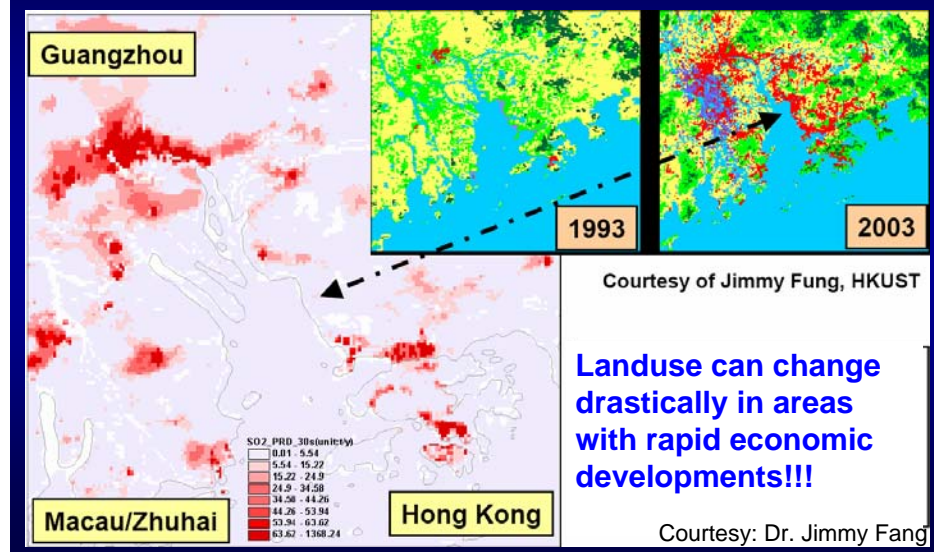 Guangzhou
1993
2003
Courtesy of Jimmy Fung, HKUST
Landuse can change
drastically in areas
with rapid economic
developments!!!
SO2_PRD_30s(unit:t/y)
0.01 - 5.54
5.54 - 15.22
15.22 - 24.9
24.9 - 34.58
34.58 - 44.26
44.26 - 53.94
53.94 - 63.62
63.62 - 1368.24
Macau/Zhuhai
Hong Kong
Courtesy: Dr. Jimmy Fang